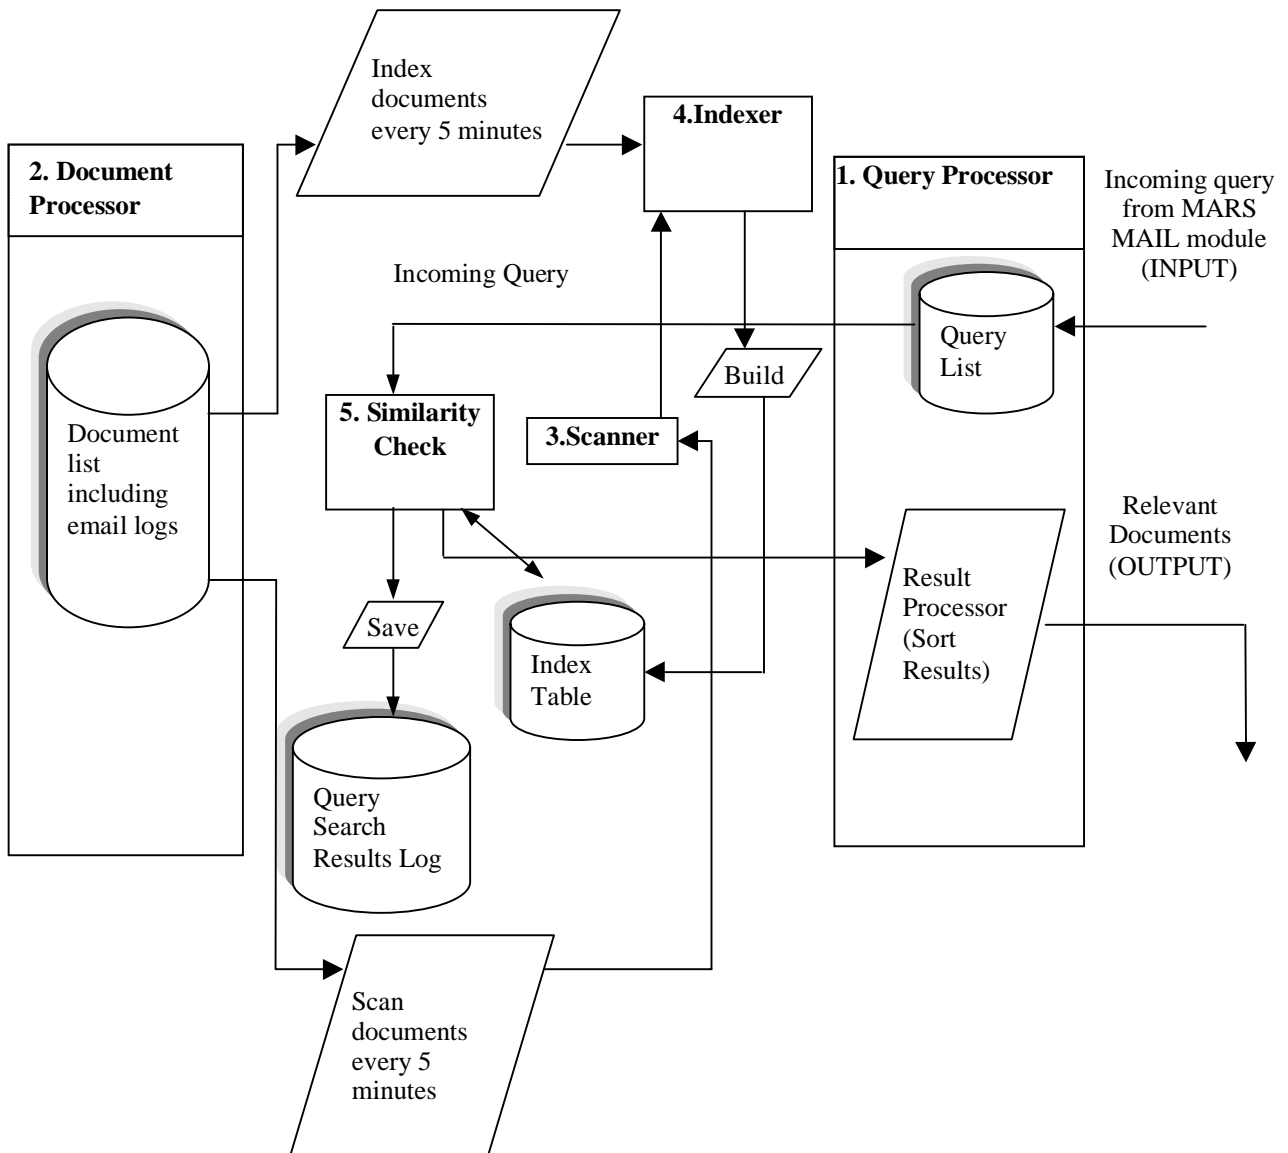 Index
documents
every 5 minutes
4.Indexer
2. Document
Processor
1. Query Processor
Incoming query
from MARS
MAIL module
(INPUT)
Incoming Query
Query
List
Build
5. Similarity
Check
3.Scanner
Document
list
including
email logs
Relevant
Documents
(OUTPUT)
Result
Processor
(Sort
Results)
Save
Index
Table
Query
Search
Results Log
Scan
documents
every 5
minutes